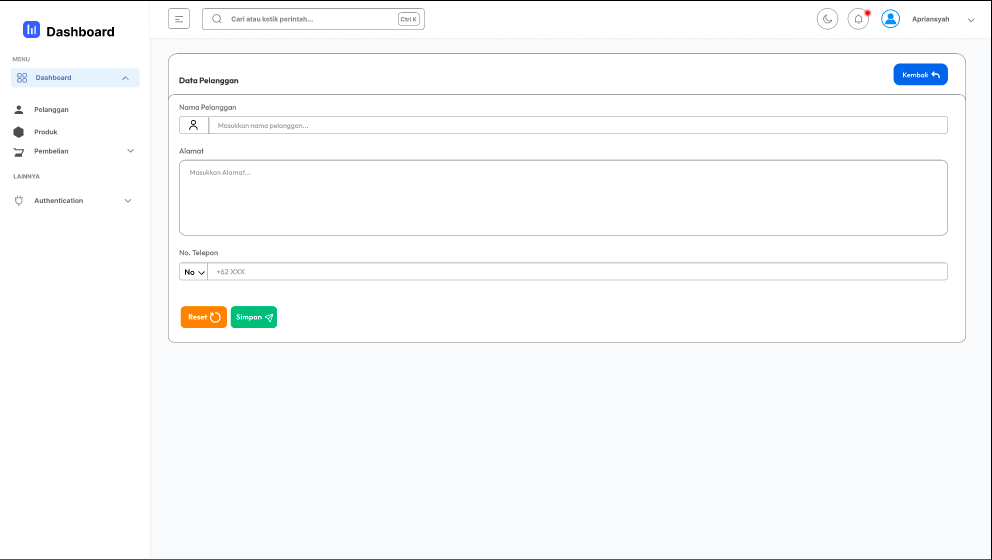 Dashboard
MENU
Dashboard
Pelanggan
Produk
Pembelian
LAINNYA
Authentication
Cari atau ketik perintah...
Ctrl K
Apriansyah
Data Pelanggan
Kembali
Nama Pelanggan
Masukkan nama pelanggan...
Alamat
Masukkan Alamat...
No. Telepon
No
+62 XXX
Reset
Simpan